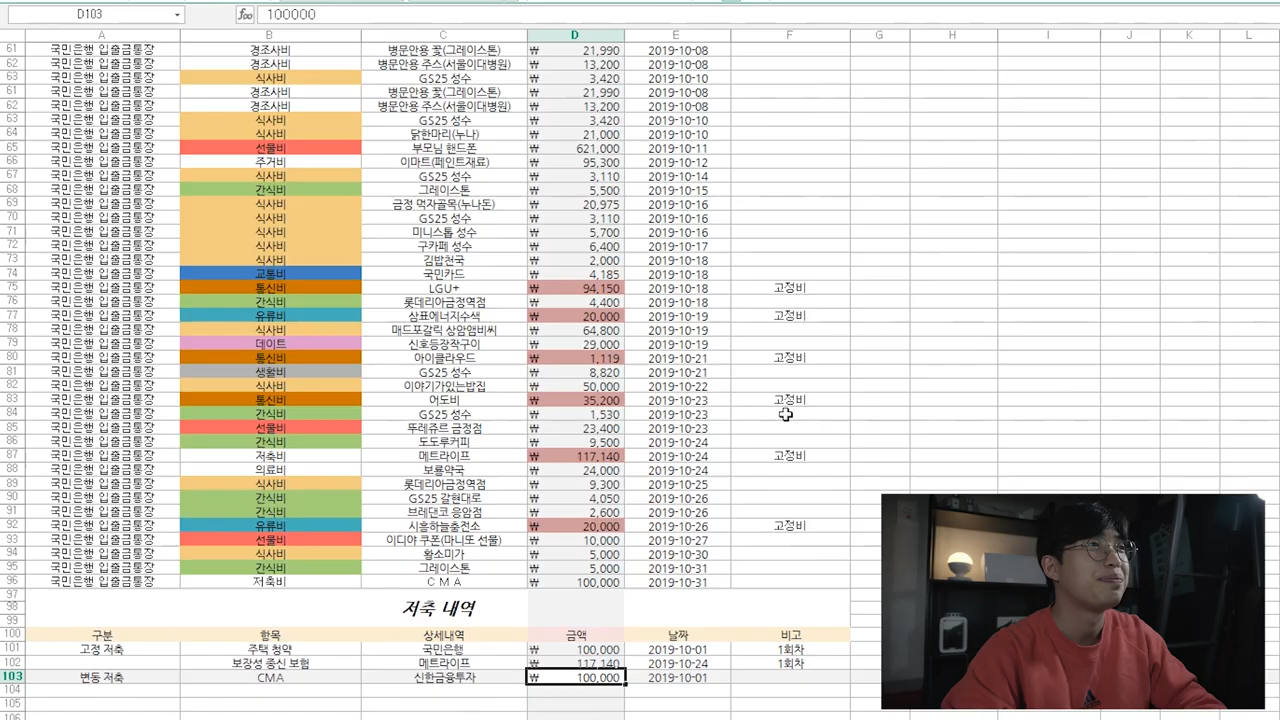 D103 100000
A B C D E F G H I J K L
61 국민은행 입출금통장 경조사비 병문안용 꽃(그레이스톤) ₩ 21,990 2019-10-08
62 국민은행 입출금통장 경조사비 병문안용 주스(서울이대병원) ₩ 13,200 2019-10-08
63 국민은행 입출금통장 식사비 GS25 성수 ₩ 3,420 2019-10-10
61 국민은행 입출금통장 경조사비 병문안용 꽃(그레이스톤) ₩ 21,990 2019-10-08
62 국민은행 입출금통장 경조사비 병문안용 주스(서울이대병원) ₩ 13,200 2019-10-08
63 국민은행 입출금통장 식사비 GS25 성수 ₩ 3,420 2019-10-10
64 국민은행 입출금통장 식사비 닭한마리(누나) ₩ 21,000 2019-10-10
65 국민은행 입출금통장 선물비 부모님 핸드폰 ₩ 621,000 2019-10-11
66 국민은행 입출금통장 주거비 이마트(페인트재료) ₩ 95,300 2019-10-12
67 국민은행 입출금통장 식사비 GS25 성수 ₩ 3,110 2019-10-14
68 국민은행 입출금통장 간식비 그레이스톤 ₩ 5,500 2019-10-15
69 국민은행 입출금통장 식사비 금정 먹자골목(누나돈) ₩ 20,975 2019-10-16
70 국민은행 입출금통장 식사비 GS25 성수 ₩ 3,110 2019-10-16
71 국민은행 입출금통장 식사비 미니스톱 성수 ₩ 5,700 2019-10-16
72 국민은행 입출금통장 식사비 구카페 성수 ₩ 6,400 2019-10-17
73 국민은행 입출금통장 식사비 김밥천국 ₩ 2,000 2019-10-18
74 국민은행 입출금통장 교통비 국민카드 ₩ 4,185 2019-10-18
75 국민은행 입출금통장 통신비 LGU+ ₩ 94,150 2019-10-18 고정비
76 국민은행 입출금통장 간식비 롯데리아금정역점 ₩ 4,400 2019-10-18
77 국민은행 입출금통장 유류비 삼표에너지수색 ₩ 20,000 2019-10-19 고정비
78 국민은행 입출금통장 식사비 매드포갈릭 상암앰비씨 ₩ 64,800 2019-10-19
79 국민은행 입출금통장 데이트 신호등장작구이 ₩ 29,000 2019-10-19
80 국민은행 입출금통장 통신비 아이클라우드 ₩ 1,119 2019-10-21 고정비
81 국민은행 입출금통장 생활비 GS25 성수 ₩ 8,820 2019-10-21
82 국민은행 입출금통장 식사비 이야기가있는밥집 ₩ 50,000 2019-10-22
83 국민은행 입출금통장 통신비 어도비 ₩ 35,200 2019-10-23 고정비
84 국민은행 입출금통장 간식비 GS25 성수 ₩ 1,530 2019-10-23
85 국민은행 입출금통장 선물비 뚜레쥬르 금정점 ₩ 23,400 2019-10-23
86 국민은행 입출금통장 간식비 도도루커피 ₩ 9,500 2019-10-24
87 국민은행 입출금통장 저축비 메트라이프 ₩ 117,140 2019-10-24 고정비
88 국민은행 입출금통장 의료비 보룡약국 ₩ 24,000 2019-10-24
89 국민은행 입출금통장 식사비 롯데리아금정역점 ₩ 9,300 2019-10-25
90 국민은행 입출금통장 간식비 GS25 갈현대로 ₩ 4,050 2019-10-26
91 국민은행 입출금통장 간식비 브레댄코 응암점 ₩ 2,600 2019-10-26
92 국민은행 입출금통장 유류비 시흥하늘충전소 ₩ 20,000 2019-10-26 고정비
93 국민은행 입출금통장 선물비 이디야 쿠폰(마니또 선물) ₩ 10,000 2019-10-27
94 국민은행 입출금통장 식사비 황소미가 ₩ 5,000 2019-10-30
95 국민은행 입출금통장 간식비 그레이스톤 ₩ 5,000 2019-10-31
96 국민은행 입출금통장 저축비 C M A ₩ 100,000 2019-10-31
97
98 저축 내역
99
100 구분 항목 상세내역 금액 날짜 비고
101 고정 저축 주택 청약 국민은행 ₩ 100,000 2019-10-01 1회차
102 보장성 종신 보험 메트라이프 ₩ 117,140 2019-10-24 1회차
103 변동 저축 CMA 신한금융투자 ₩ 100,000 2019-10-01
104
105